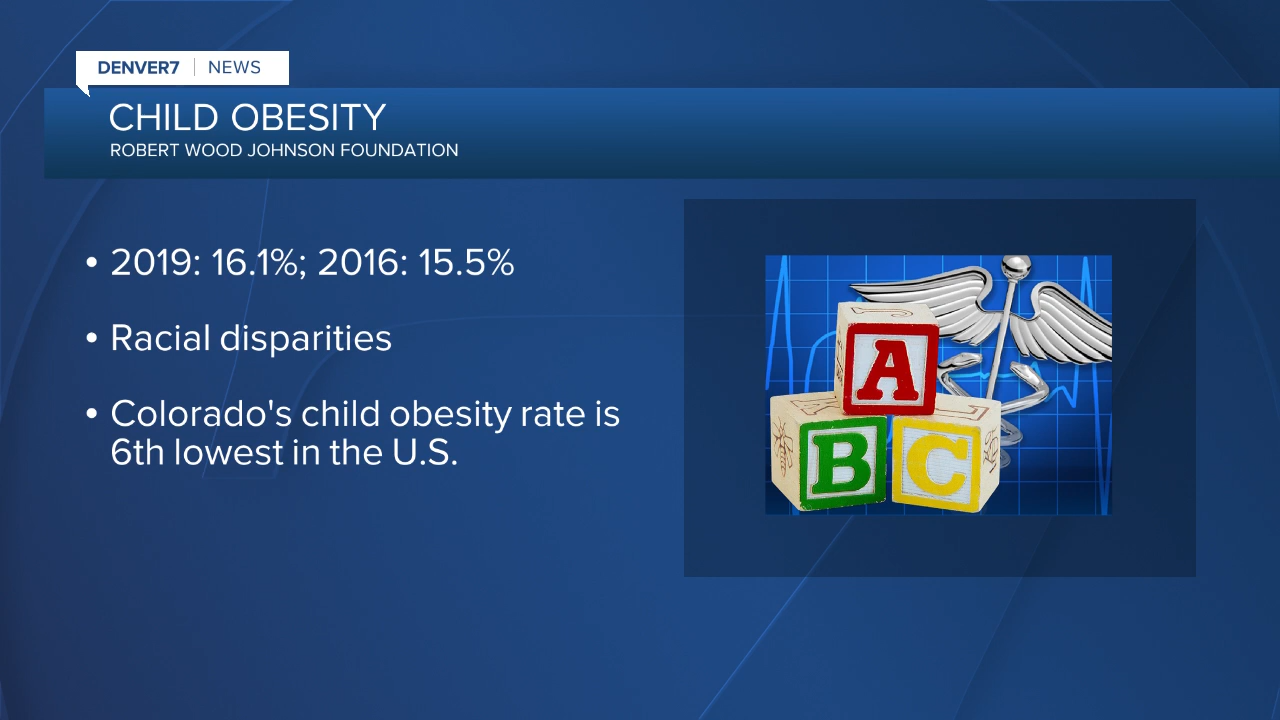 DENVER7 | NEWS
CHILD OBESITY
ROBERT WOOD JOHNSON FOUNDATION
• 2019: 16.1%; 2016: 15.5%
• Racial disparities
• Colorado's child obesity rate is
6th lowest in the U.S.
A
B
C